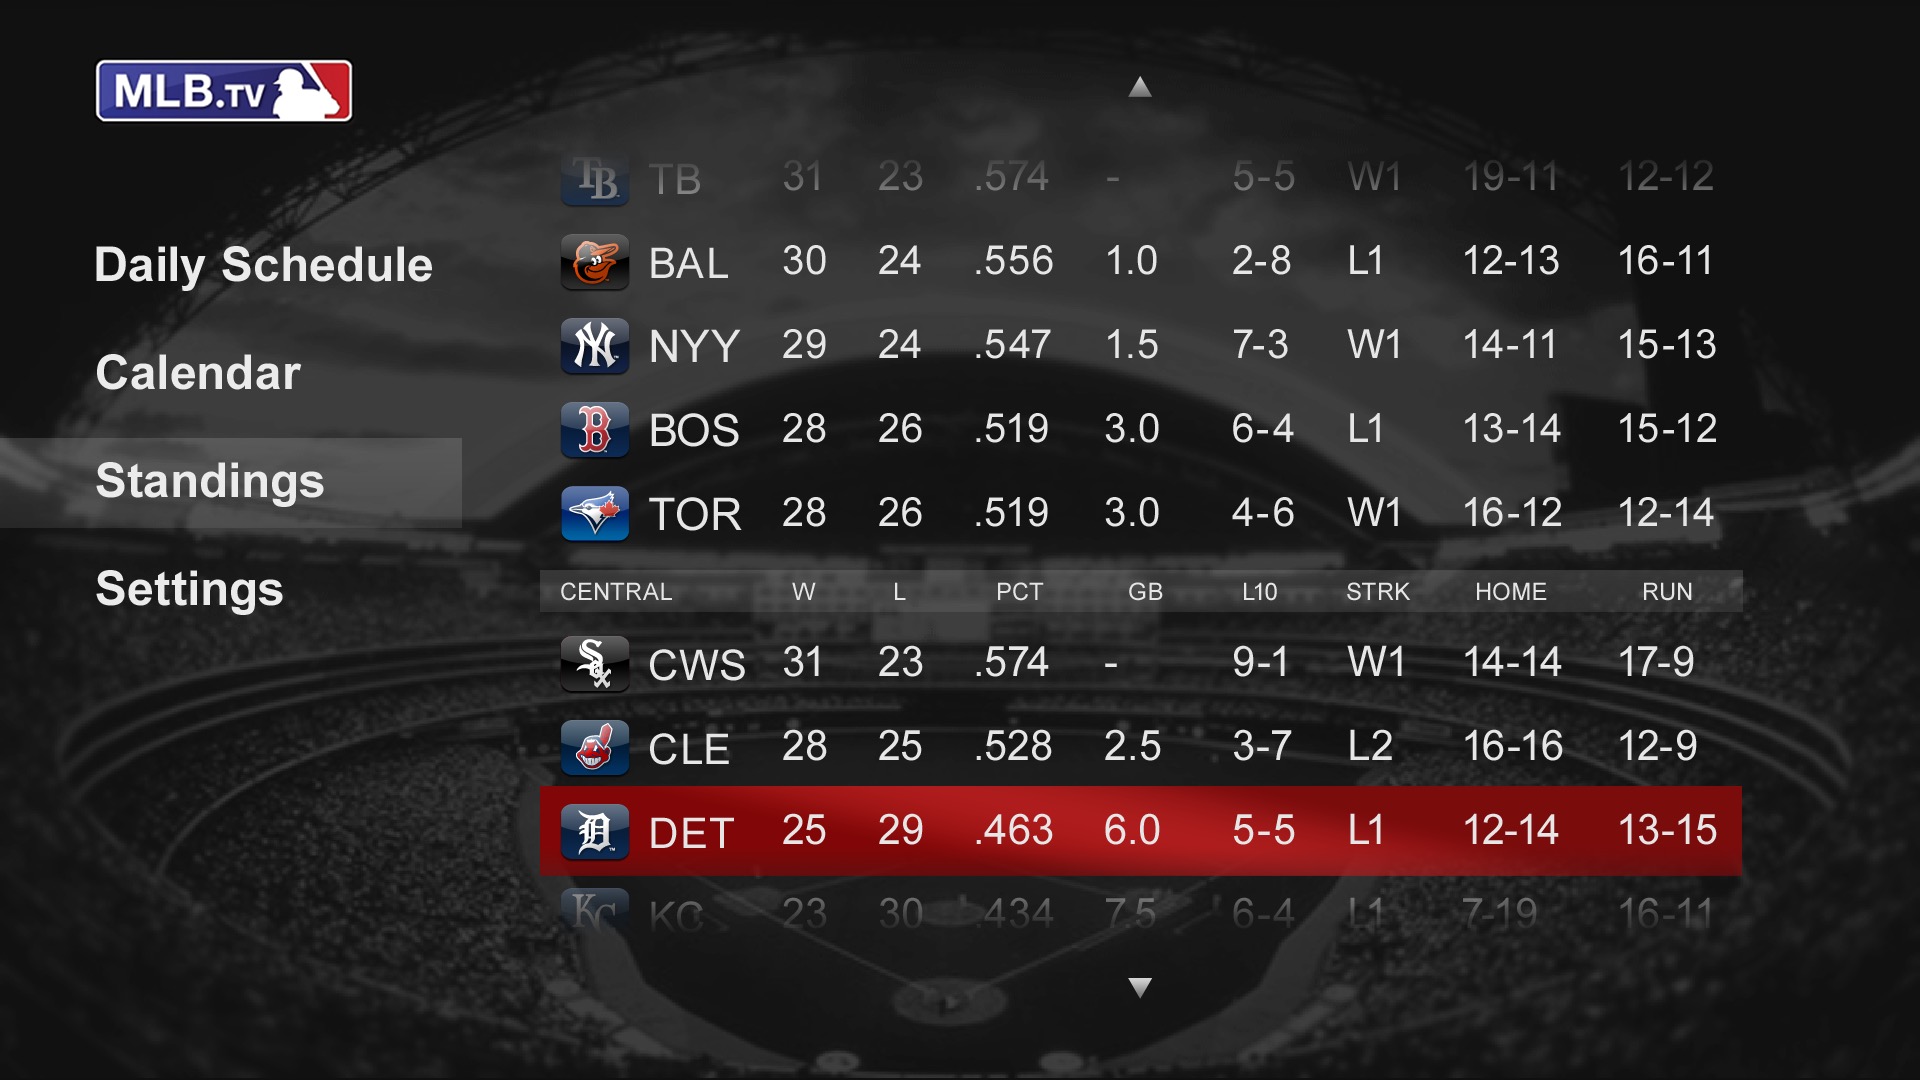 MLB.TV
Daily Schedule
Calendar
Standings
Settings
TB 31 23 .574 - 5-5 W1 19-11 12-12
BAL 30 24 .556 1.0 2-8 L1 12-13 16-11
NYY 29 24 .547 1.5 7-3 W1 14-11 15-13
BOS 28 26 .519 3.0 6-4 L1 13-14 15-12
TOR 28 26 .519 3.0 4-6 W1 16-12 12-14
CENTRAL W L PCT GB L10 STRK HOME RUN
CWS 31 23 .574 - 9-1 W1 14-14 17-9
CLE 28 25 .528 2.5 3-7 L2 16-16 12-9
DET 25 29 .463 6.0 5-5 L1 12-14 13-15
KC 23 30 .434 7.5 6-4 L1 7-19 16-11